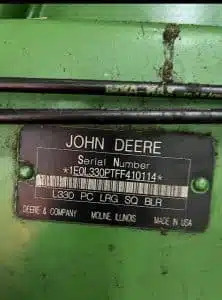 JOHN DEERE
Serial Number
*1E0L330PTFF410114*
L330 PC LRG SQ BLR
DEERE & COMPANY MOLINE, ILLINOIS MADE IN USA